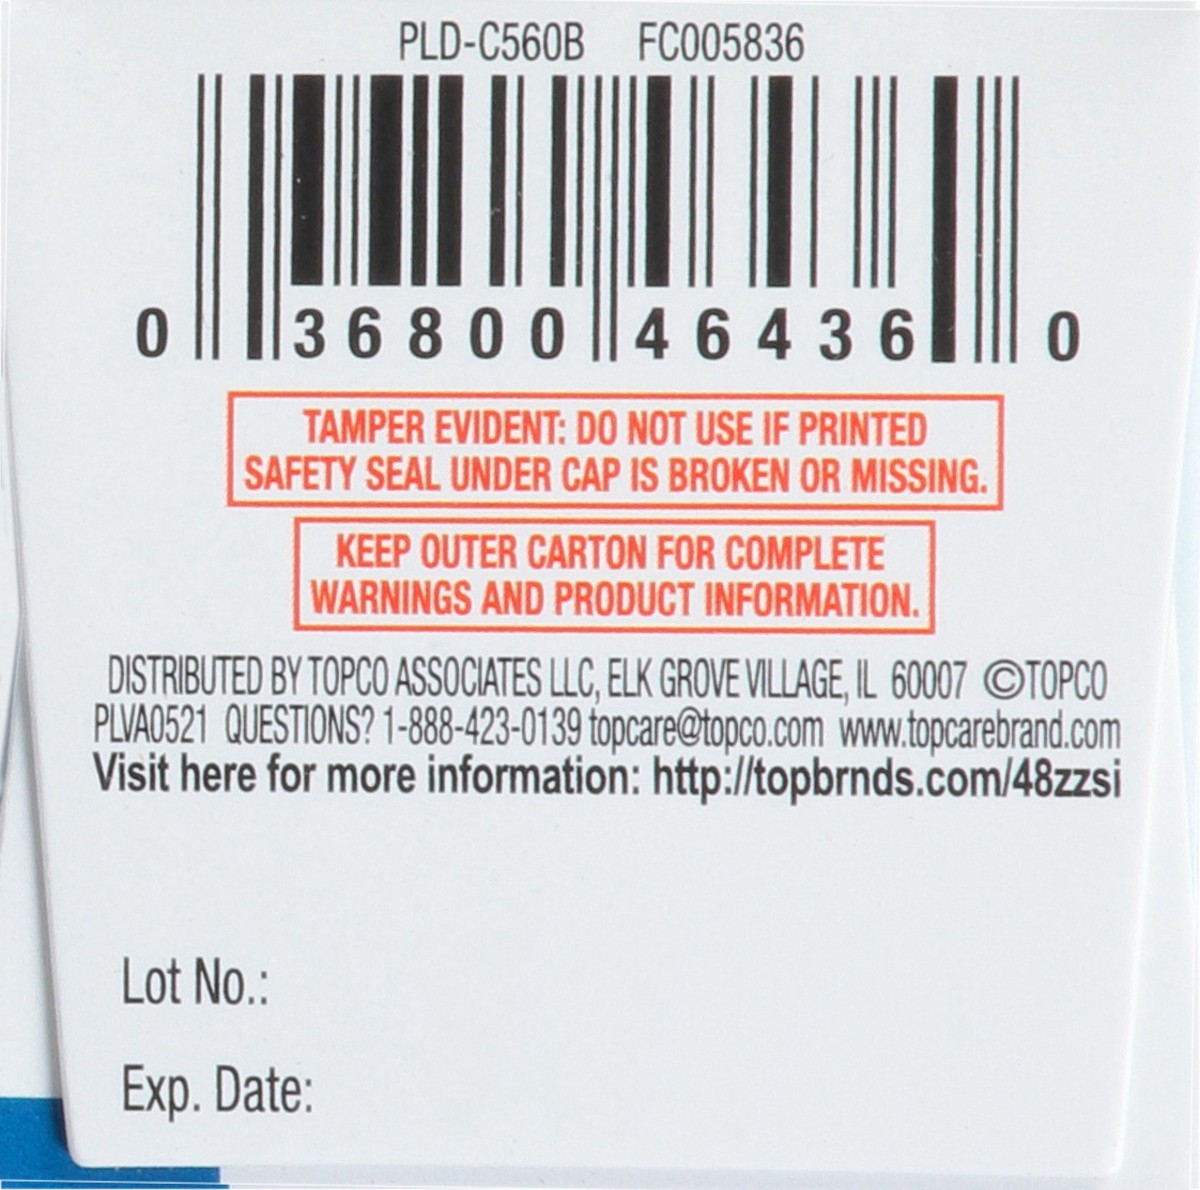 PLD-C560B FC005836
0 36800 46436 0
TAMPER EVIDENT: DO NOT USE IF PRINTED
SAFETY SEAL UNDER CAP IS BROKEN OR MISSING.
KEEP OUTER CARTON FOR COMPLETE
WARNINGS AND PRODUCT INFORMATION.
DISTRIBUTED BY TOPCO ASSOCIATES LLC, ELK GROVE VILLAGE, IL 60007 ©TOPCO
PLVA0521 QUESTIONS? 1-888-423-0139 topcare@topco.com www.topcarebrand.com
Visit here for more information: http://topbrnds.com/48zzsi
Lot No.:
Exp. Date: